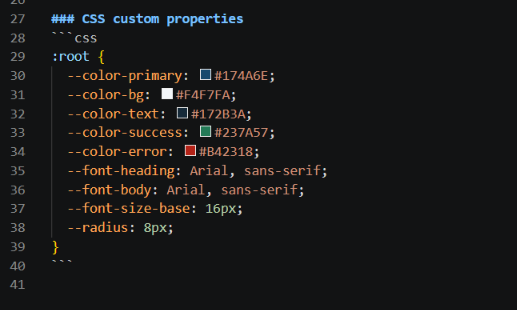 26
27 ### CSS custom properties
28 ```css
29 :root {
30   --color-primary: #174A6E;
31   --color-bg: #F4F7FA;
32   --color-text: #172B3A;
33   --color-success: #237A57;
34   --color-error: #B42318;
35   --font-heading: Arial, sans-serif;
36   --font-body: Arial, sans-serif;
37   --font-size-base: 16px;
38   --radius: 8px;
39 }
40 ```
41